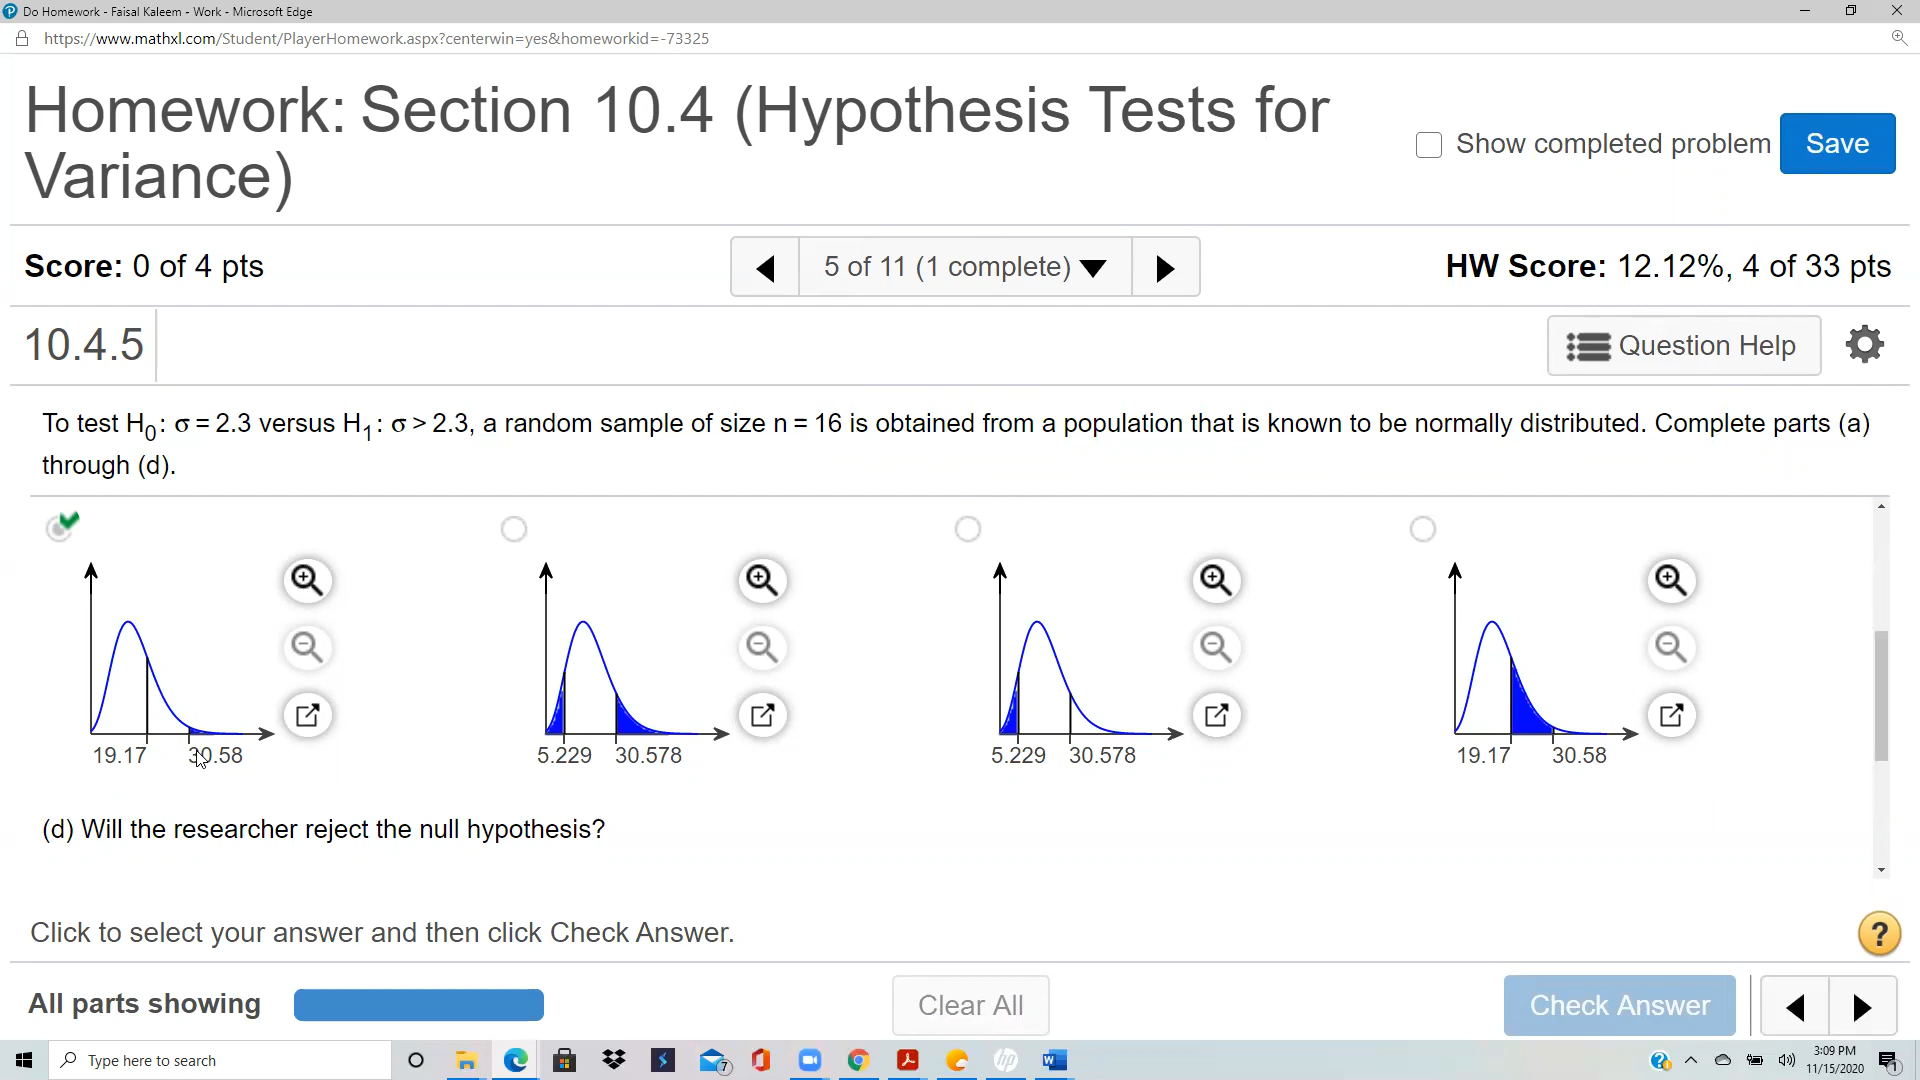 Do Homework - Faisal Kaleem - Work - Microsoft Edge
https://www.mathxl.com/Student/PlayerHomework.aspx?centerwin=yes&homeworkid=-73325
Homework: Section 10.4 (Hypothesis Tests for
Variance)
Show completed problem
Save
Score: 0 of 4 pts
5 of 11 (1 complete)
HW Score: 12.12%, 4 of 33 pts
10.4.5
Question Help
To test H0: σ = 2.3 versus H1: σ > 2.3, a random sample of size n = 16 is obtained from a population that is known to be normally distributed. Complete parts (a)
through (d).
19.17 30.58
5.229 30.578
5.229 30.578
19.17 30.58
(d) Will the researcher reject the null hypothesis?
Click to select your answer and then click Check Answer.
?
All parts showing
Clear All
Check Answer
Type here to search
7
hp
3:09 PM
11/15/2020
1